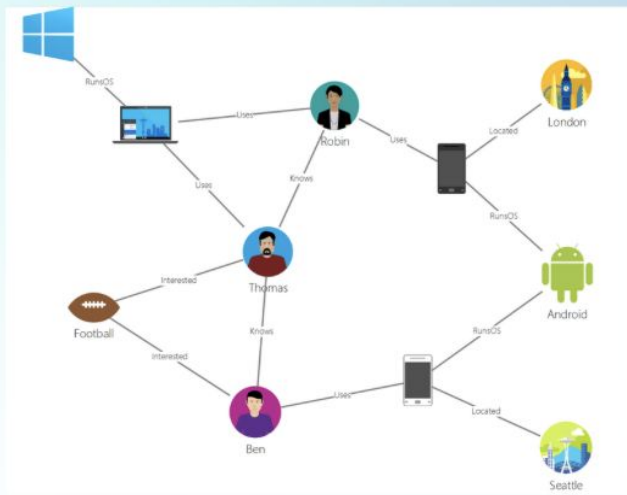 RunsOS
Uses
Robin
Uses
Located
London
Uses
Knows
RunsOS
Thomas
Interested
Football
Knows
RunsOS
Android
Interested
Uses
Located
Ben
Seattle